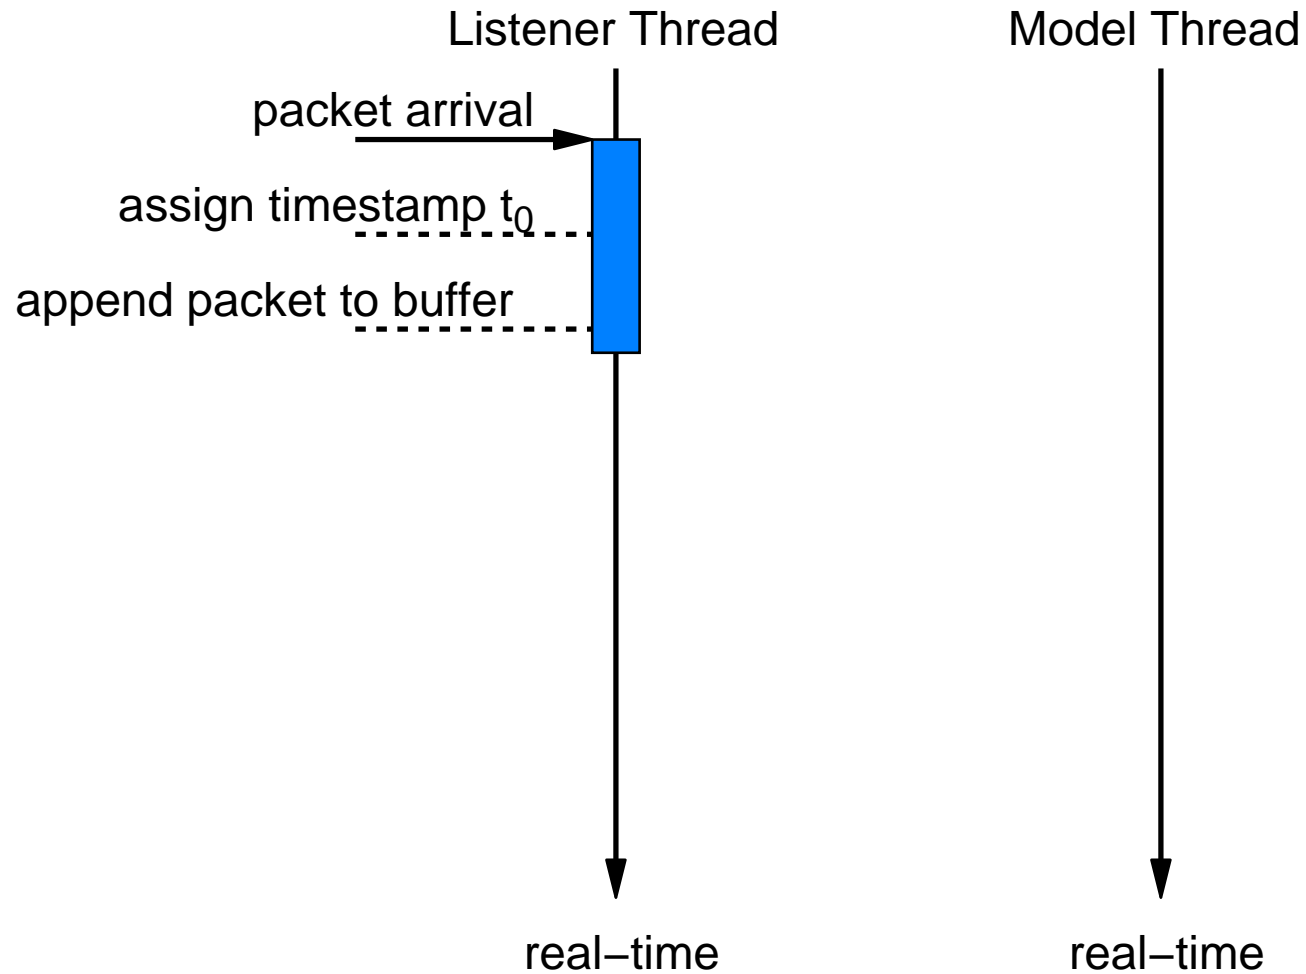 Listener Thread
Model Thread
packet arrival
assign timestamp t₀
append packet to buffer
real−time
real−time